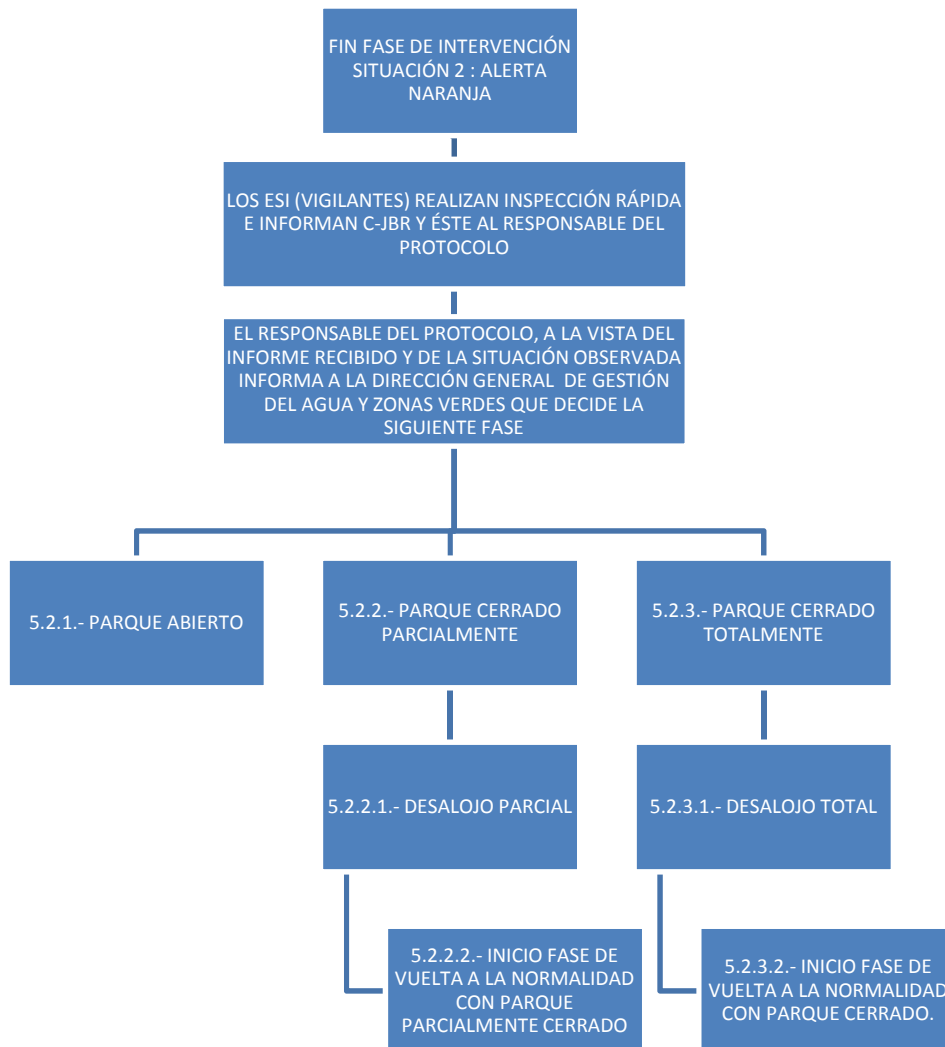 FIN FASE DE INTERVENCIÓN
SITUACIÓN 2 : ALERTA
NARANJA
LOS ESI (VIGILANTES) REALIZAN INSPECCIÓN RÁPIDA
E INFORMAN C-JBR Y ÉSTE AL RESPONSABLE DEL
PROTOCOLO
EL RESPONSABLE DEL PROTOCOLO, A LA VISTA DEL
INFORME RECIBIDO Y DE LA SITUACIÓN OBSERVADA
INFORMA A LA DIRECCIÓN GENERAL DE GESTIÓN
DEL AGUA Y ZONAS VERDES QUE DECIDE LA
SIGUIENTE FASE
5.2.1.- PARQUE ABIERTO
5.2.2.- PARQUE CERRADO
PARCIALMENTE
5.2.3.- PARQUE CERRADO
TOTALMENTE
5.2.2.1.- DESALOJO PARCIAL
5.2.3.1.- DESALOJO TOTAL
5.2.2.2.- INICIO FASE DE
VUELTA A LA NORMALIDAD
CON PARQUE
PARCIALMENTE CERRADO
5.2.3.2.- INICIO FASE DE
VUELTA A LA NORMALIDAD
CON PARQUE CERRADO.